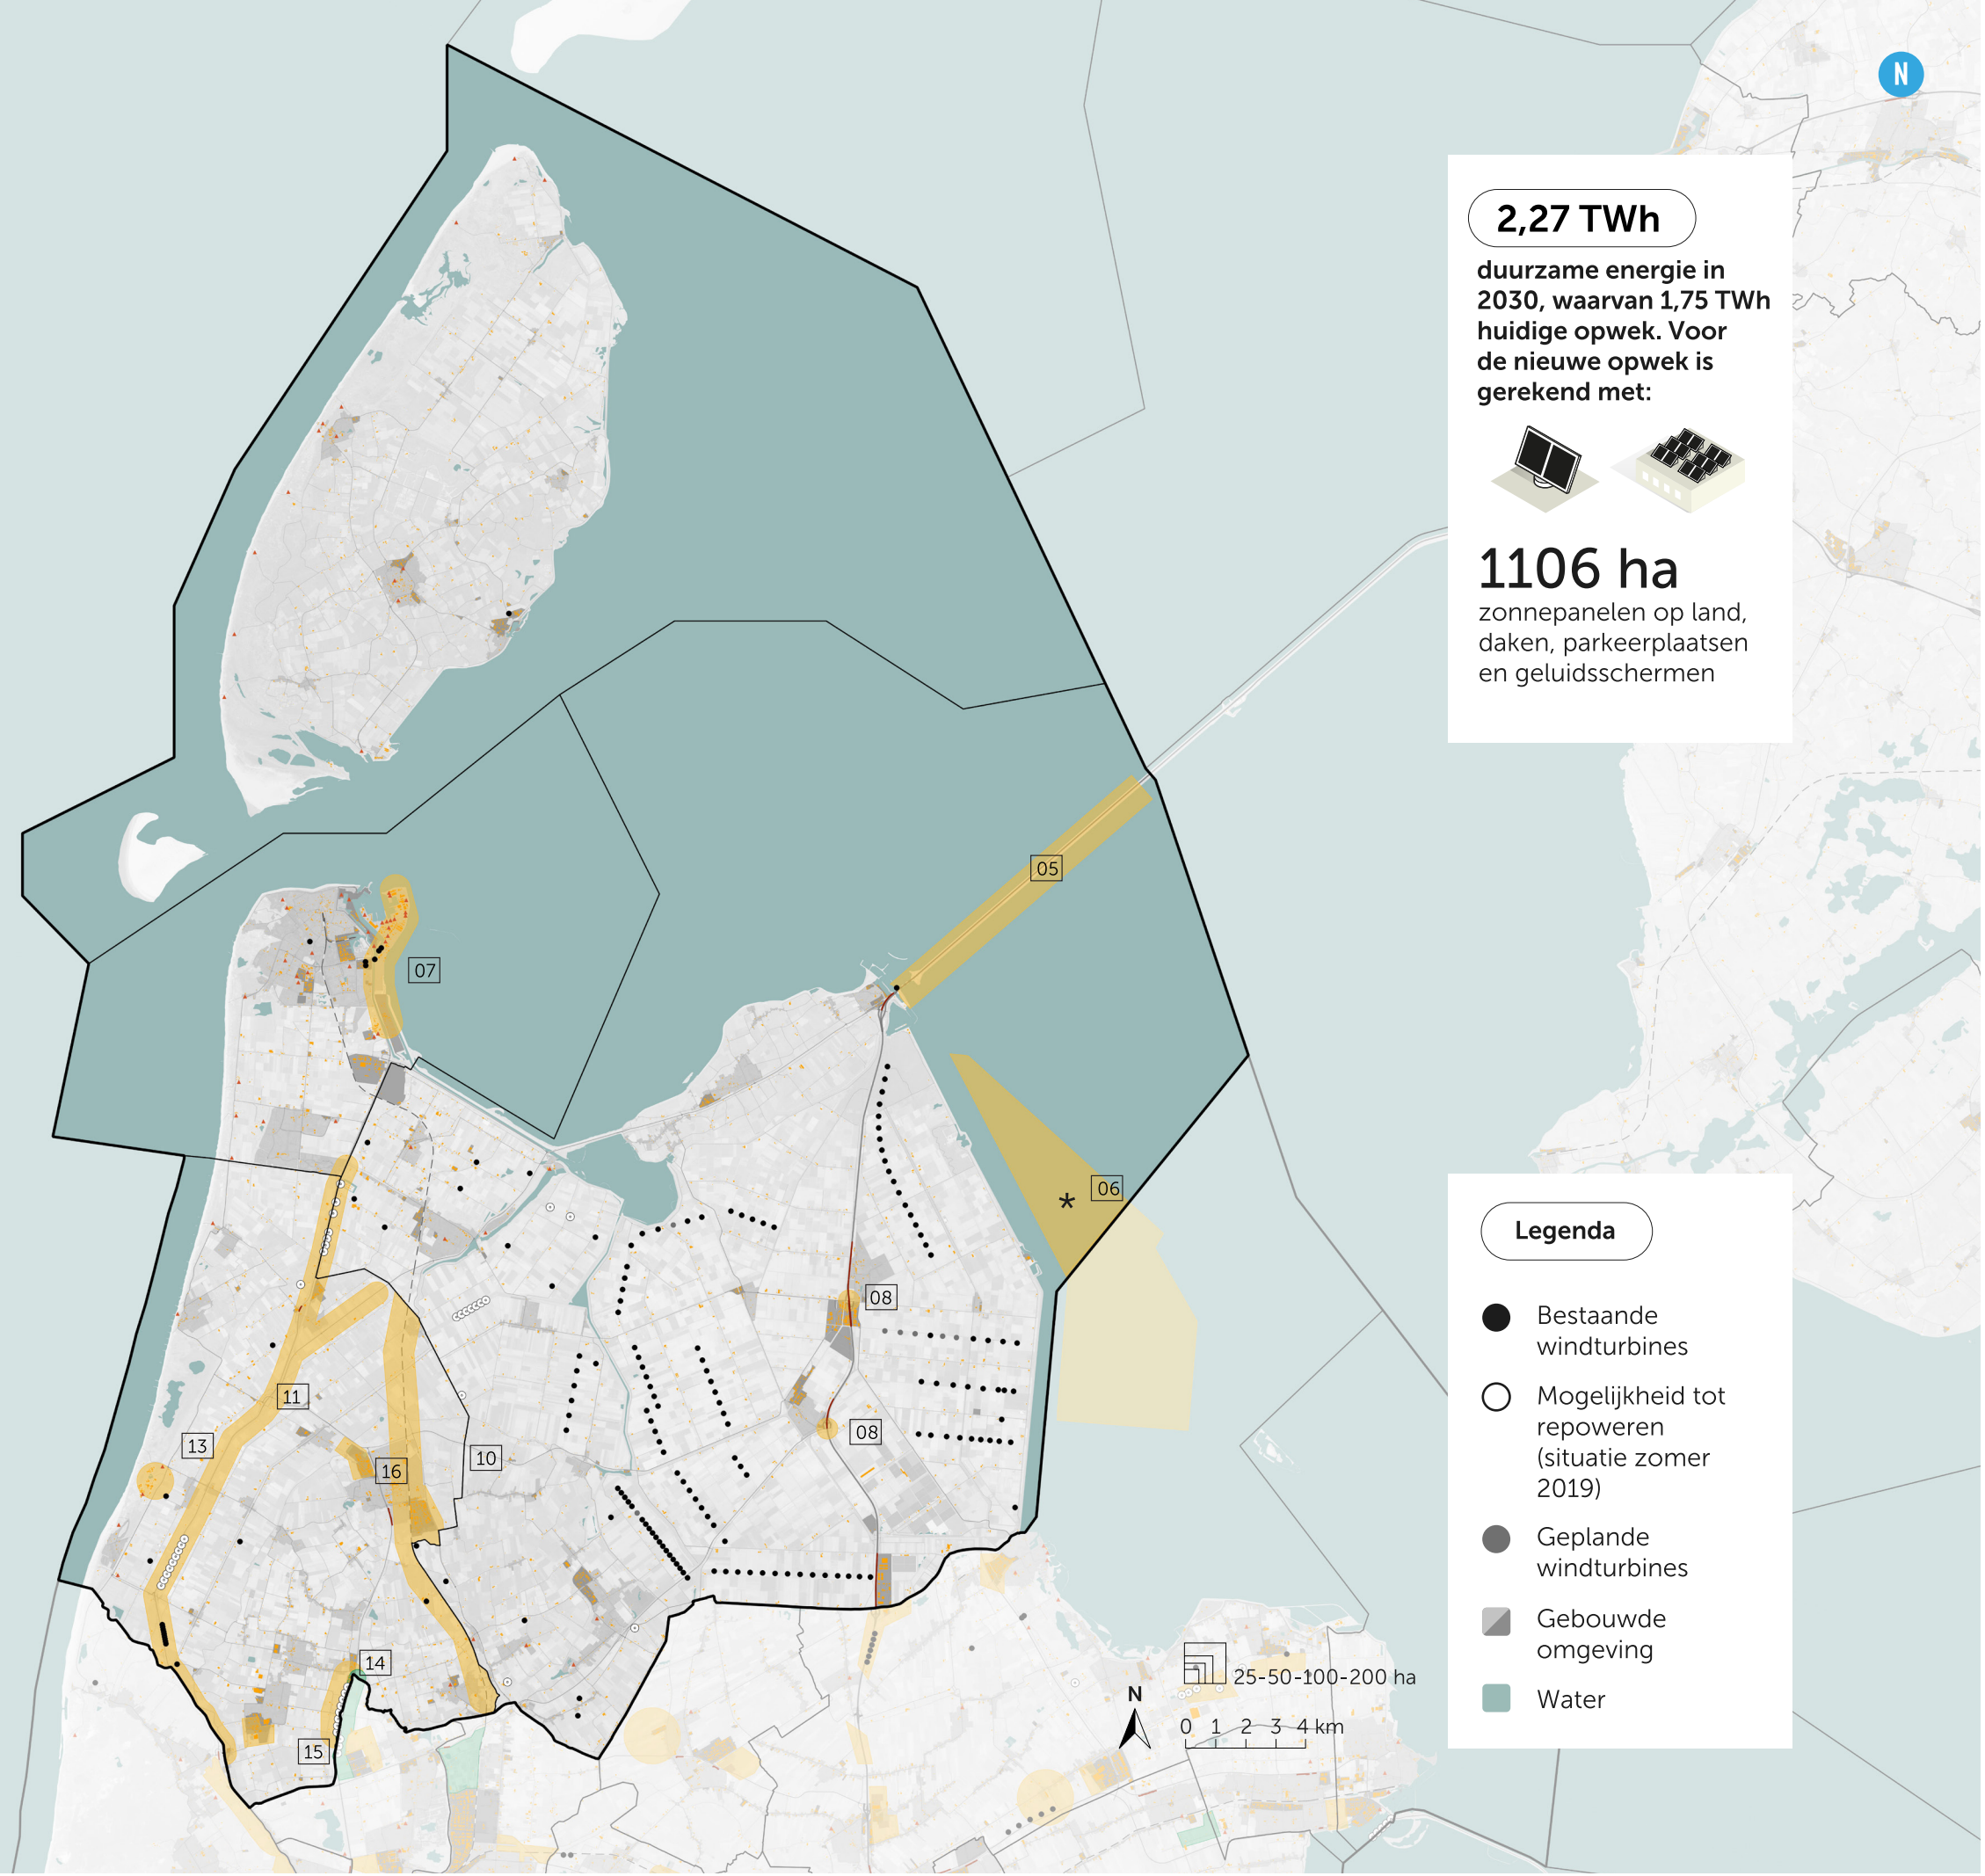 N
2,27 TWh
duurzame energie in
2030, waarvan 1,75 TWh
huidige opwek. Voor
de nieuwe opwek is
gerekend met:
1106 ha
zonnepanelen op land,
daken, parkeerplaatsen
en geluidsschermen
05
07
06
*
08
11
08
13
10
16
14
15
Legenda
Bestaande
windturbines
Mogelijkheid tot
repoweren
(situatie zomer
2019)
Geplande
windturbines
Gebouwde
omgeving
Water
25-50-100-200 ha
N
0 1 2 3 4 km